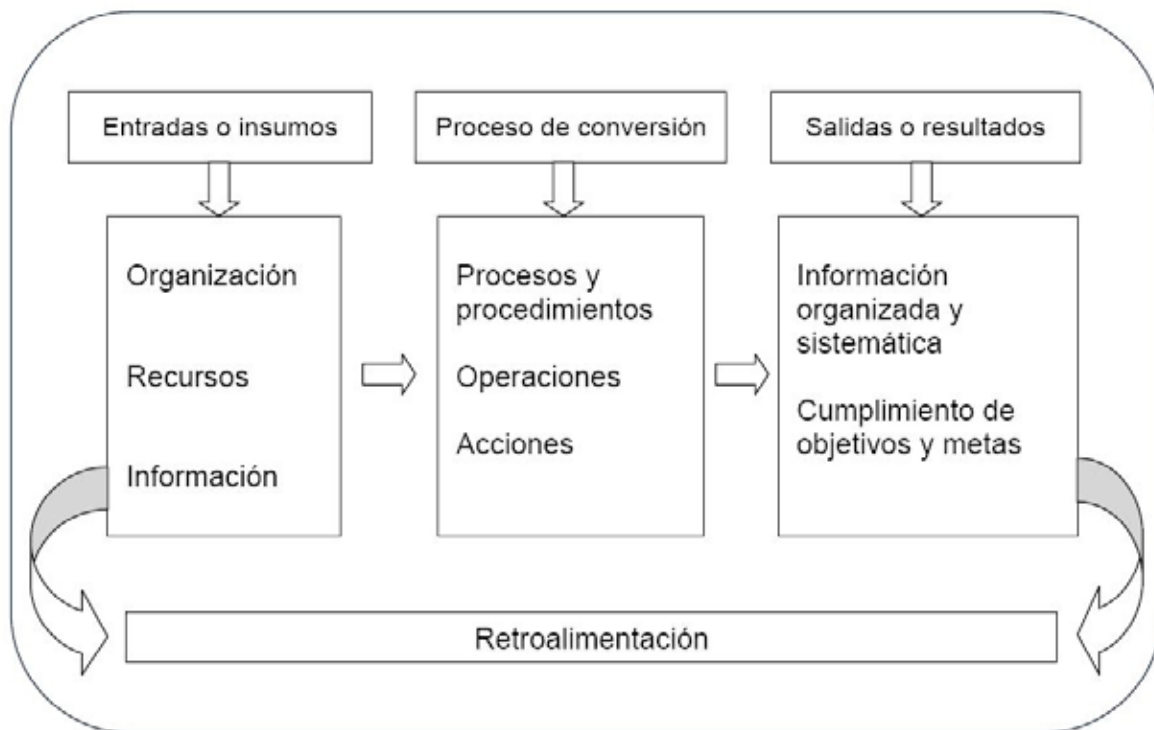 Entradas o insumos
Proceso de conversión
Salidas o resultados
Organización
Recursos
Información
Procesos y
procedimientos
Operaciones
Acciones
Información
organizada y
sistemática
Cumplimiento de
objetivos y metas
Retroalimentación